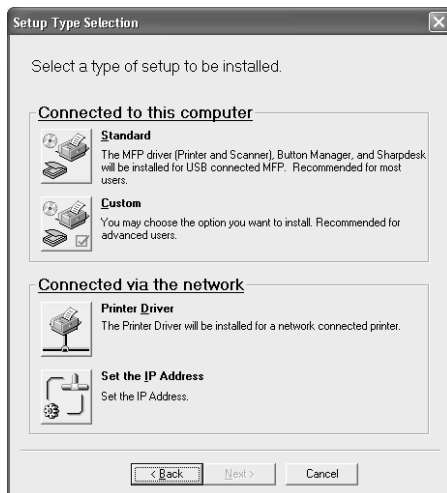 Setup Type Selection
Select a type of setup to be installed.
Connected to this computer
Standard
The MFP driver (Printer and Scanner), Button Manager, and Sharpdesk
will be installed for USB connected MFP. Recommended for most
users.
Custom
You may choose the option you want to install. Recommended for
advanced users.
Connected via the network
Printer Driver
The Printer Driver will be installed for a network connected printer.
Set the IP Address
Set the IP Address.
< Back
Next >
Cancel